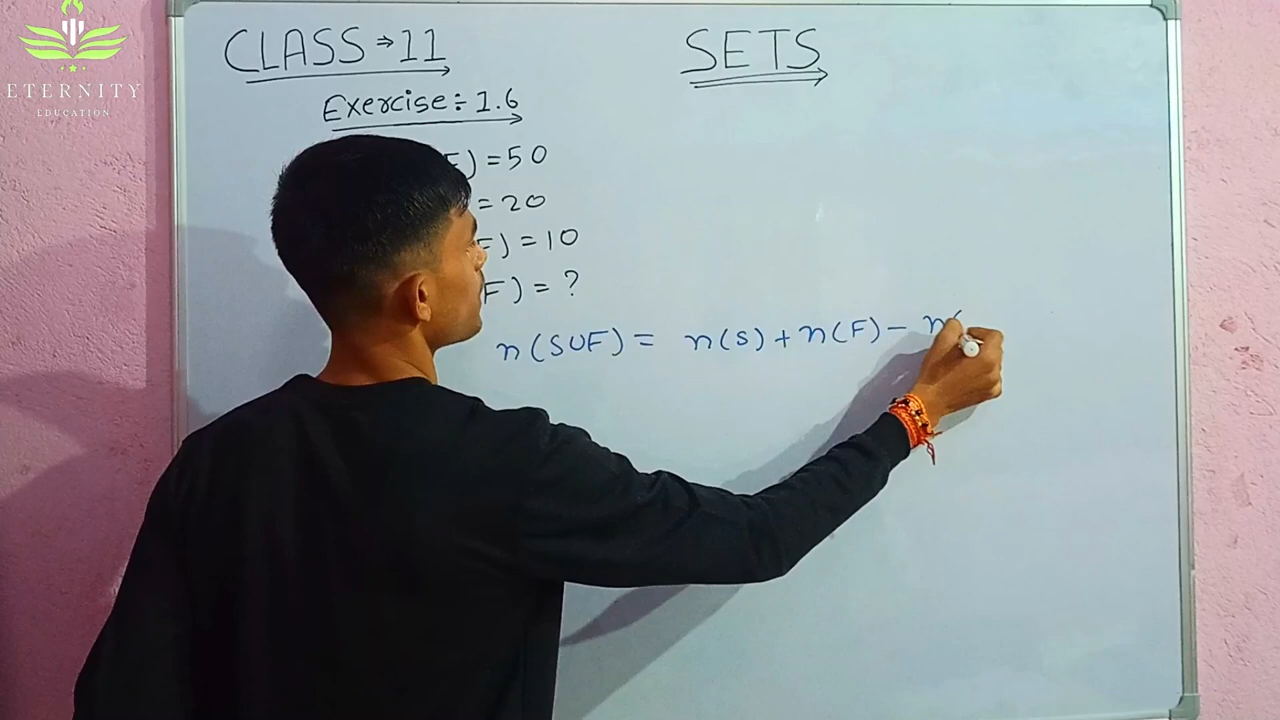 ETERNITY
EDUCATION
CLASS ⇒ 11
SETS
Exercise ÷ 1.6
F) = 50
= 20
F) = 10
F) = ?
n(S∪F) = n(S) + n(F) - n(